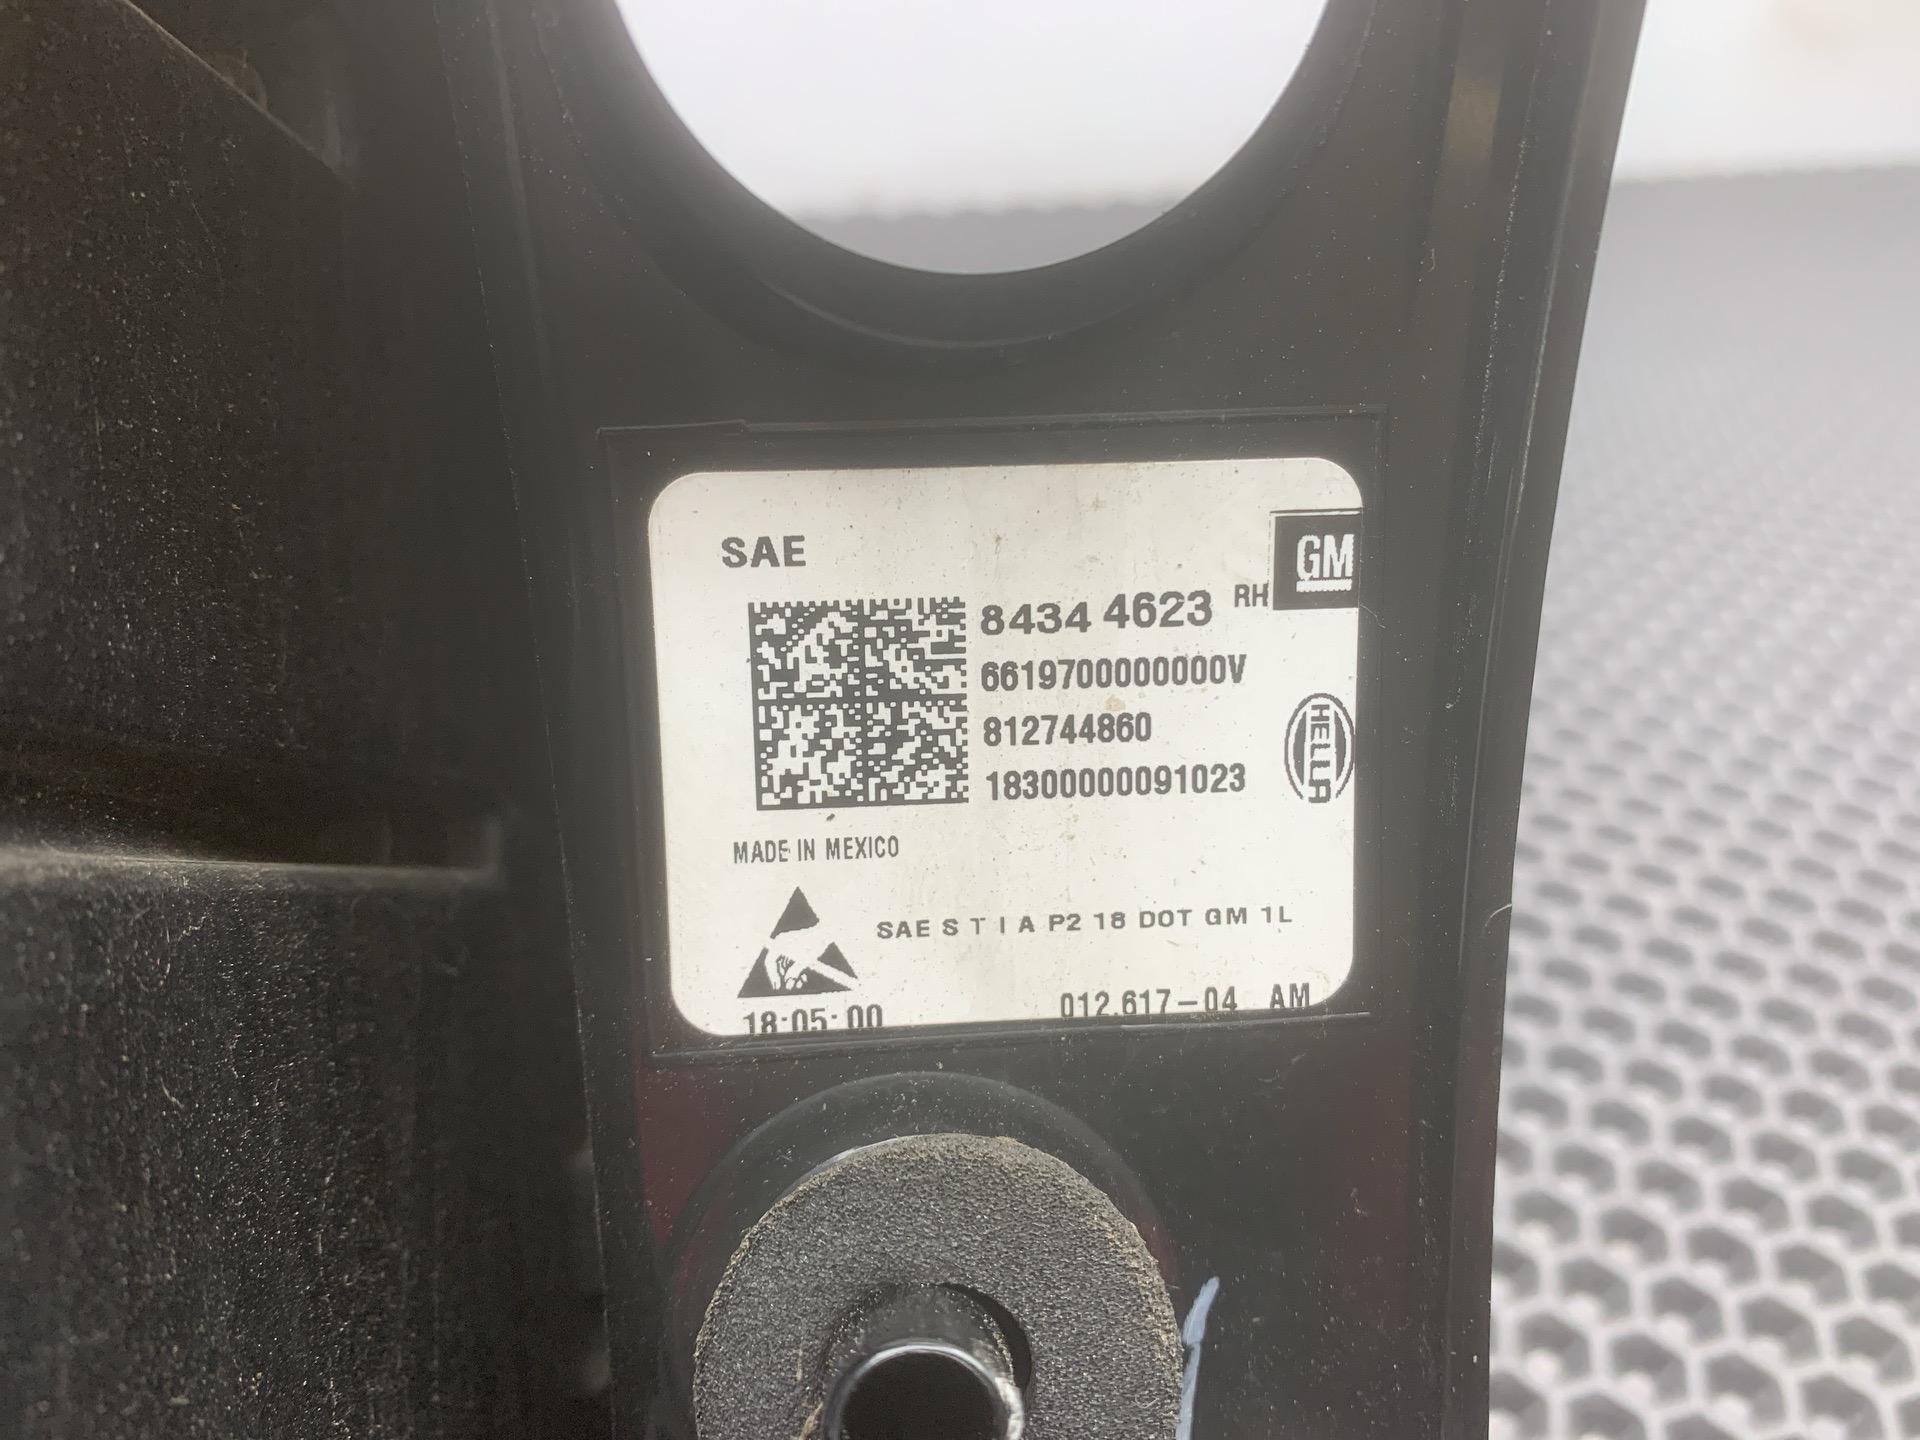 SAE
GM
8434 4623 RH
6619700000000V
812744860
18300000091023
HELLA
MADE IN MEXICO
SAE S T I A P2 18 DOT GM 1L
18:05:00
012.617-04 AM